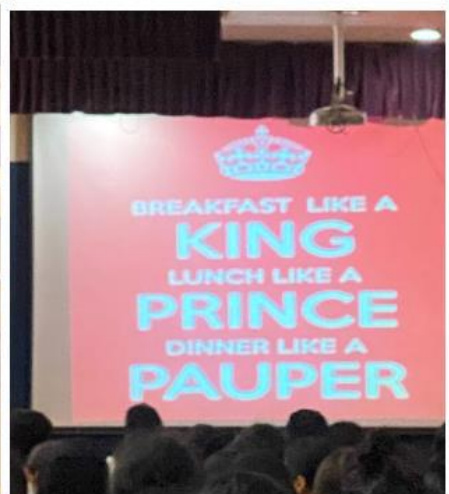 BREAKFAST LIKE A
KING
LUNCH LIKE A
PRINCE
DINNER LIKE A
PAUPER